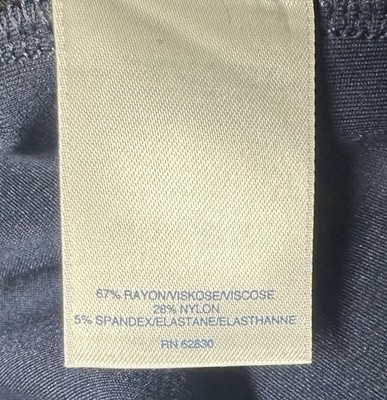 67% RAYON/VISKOSE/VISCOSE
28% NYLON
5% SPANDEX/ELASTANE/ELASTHANNE
RN 62830